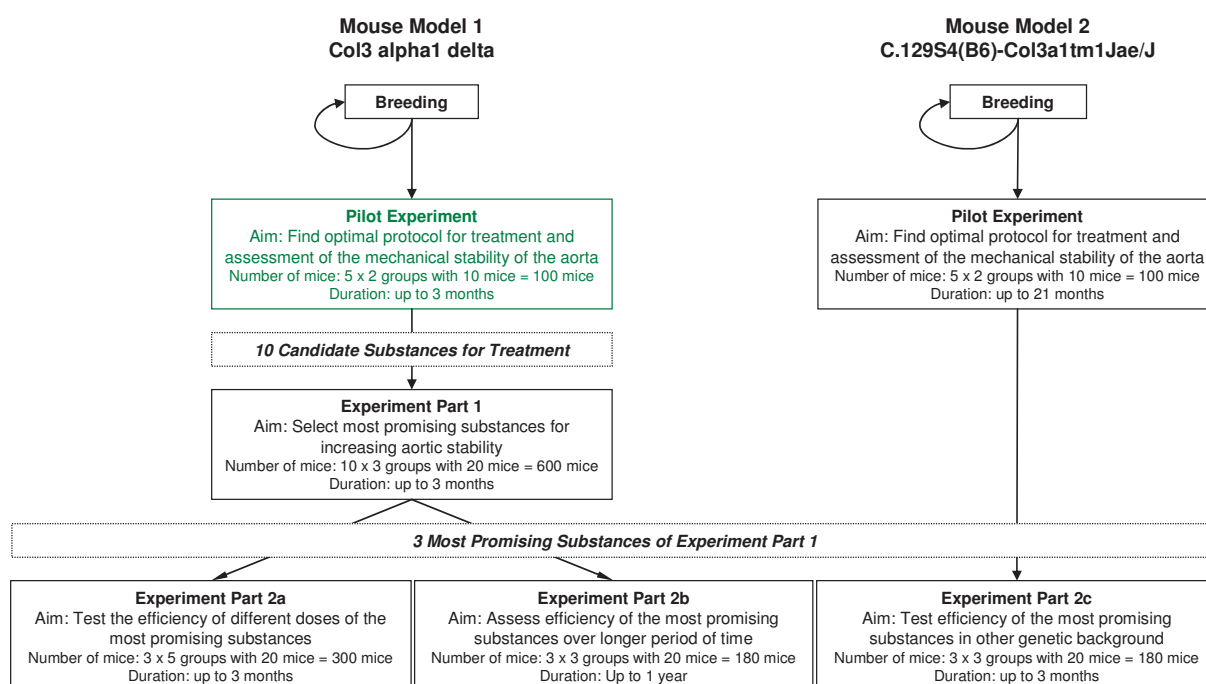 Mouse Model 1
Col3 alpha1 delta
Mouse Model 2
C.129S4(B6)-Col3a1tm1Jae/J
Breeding
Breeding
Pilot Experiment
Aim: Find optimal protocol for treatment and
assessment of the mechanical stability of the aorta
Number of mice: 5 x 2 groups with 10 mice = 100 mice
Duration: up to 3 months
Pilot Experiment
Aim: Find optimal protocol for treatment and
assessment of the mechanical stability of the aorta
Number of mice: 5 x 2 groups with 10 mice = 100 mice
Duration: up to 21 months
10 Candidate Substances for Treatment
Experiment Part 1
Aim: Select most promising substances for
increasing aortic stability
Number of mice: 10 x 3 groups with 20 mice = 600 mice
Duration: up to 3 months
3 Most Promising Substances of Experiment Part 1
Experiment Part 2a
Aim: Test the efficiency of different doses of the
most promising substances
Number of mice: 3 x 5 groups with 20 mice = 300 mice
Duration: up to 3 months
Experiment Part 2b
Aim: Assess efficiency of the most promising
substances over longer period of time
Number of mice: 3 x 3 groups with 20 mice = 180 mice
Duration: Up to 1 year
Experiment Part 2c
Aim: Test efficiency of the most promising
substances in other genetic background
Number of mice: 3 x 3 groups with 20 mice = 180 mice
Duration: up to 3 months